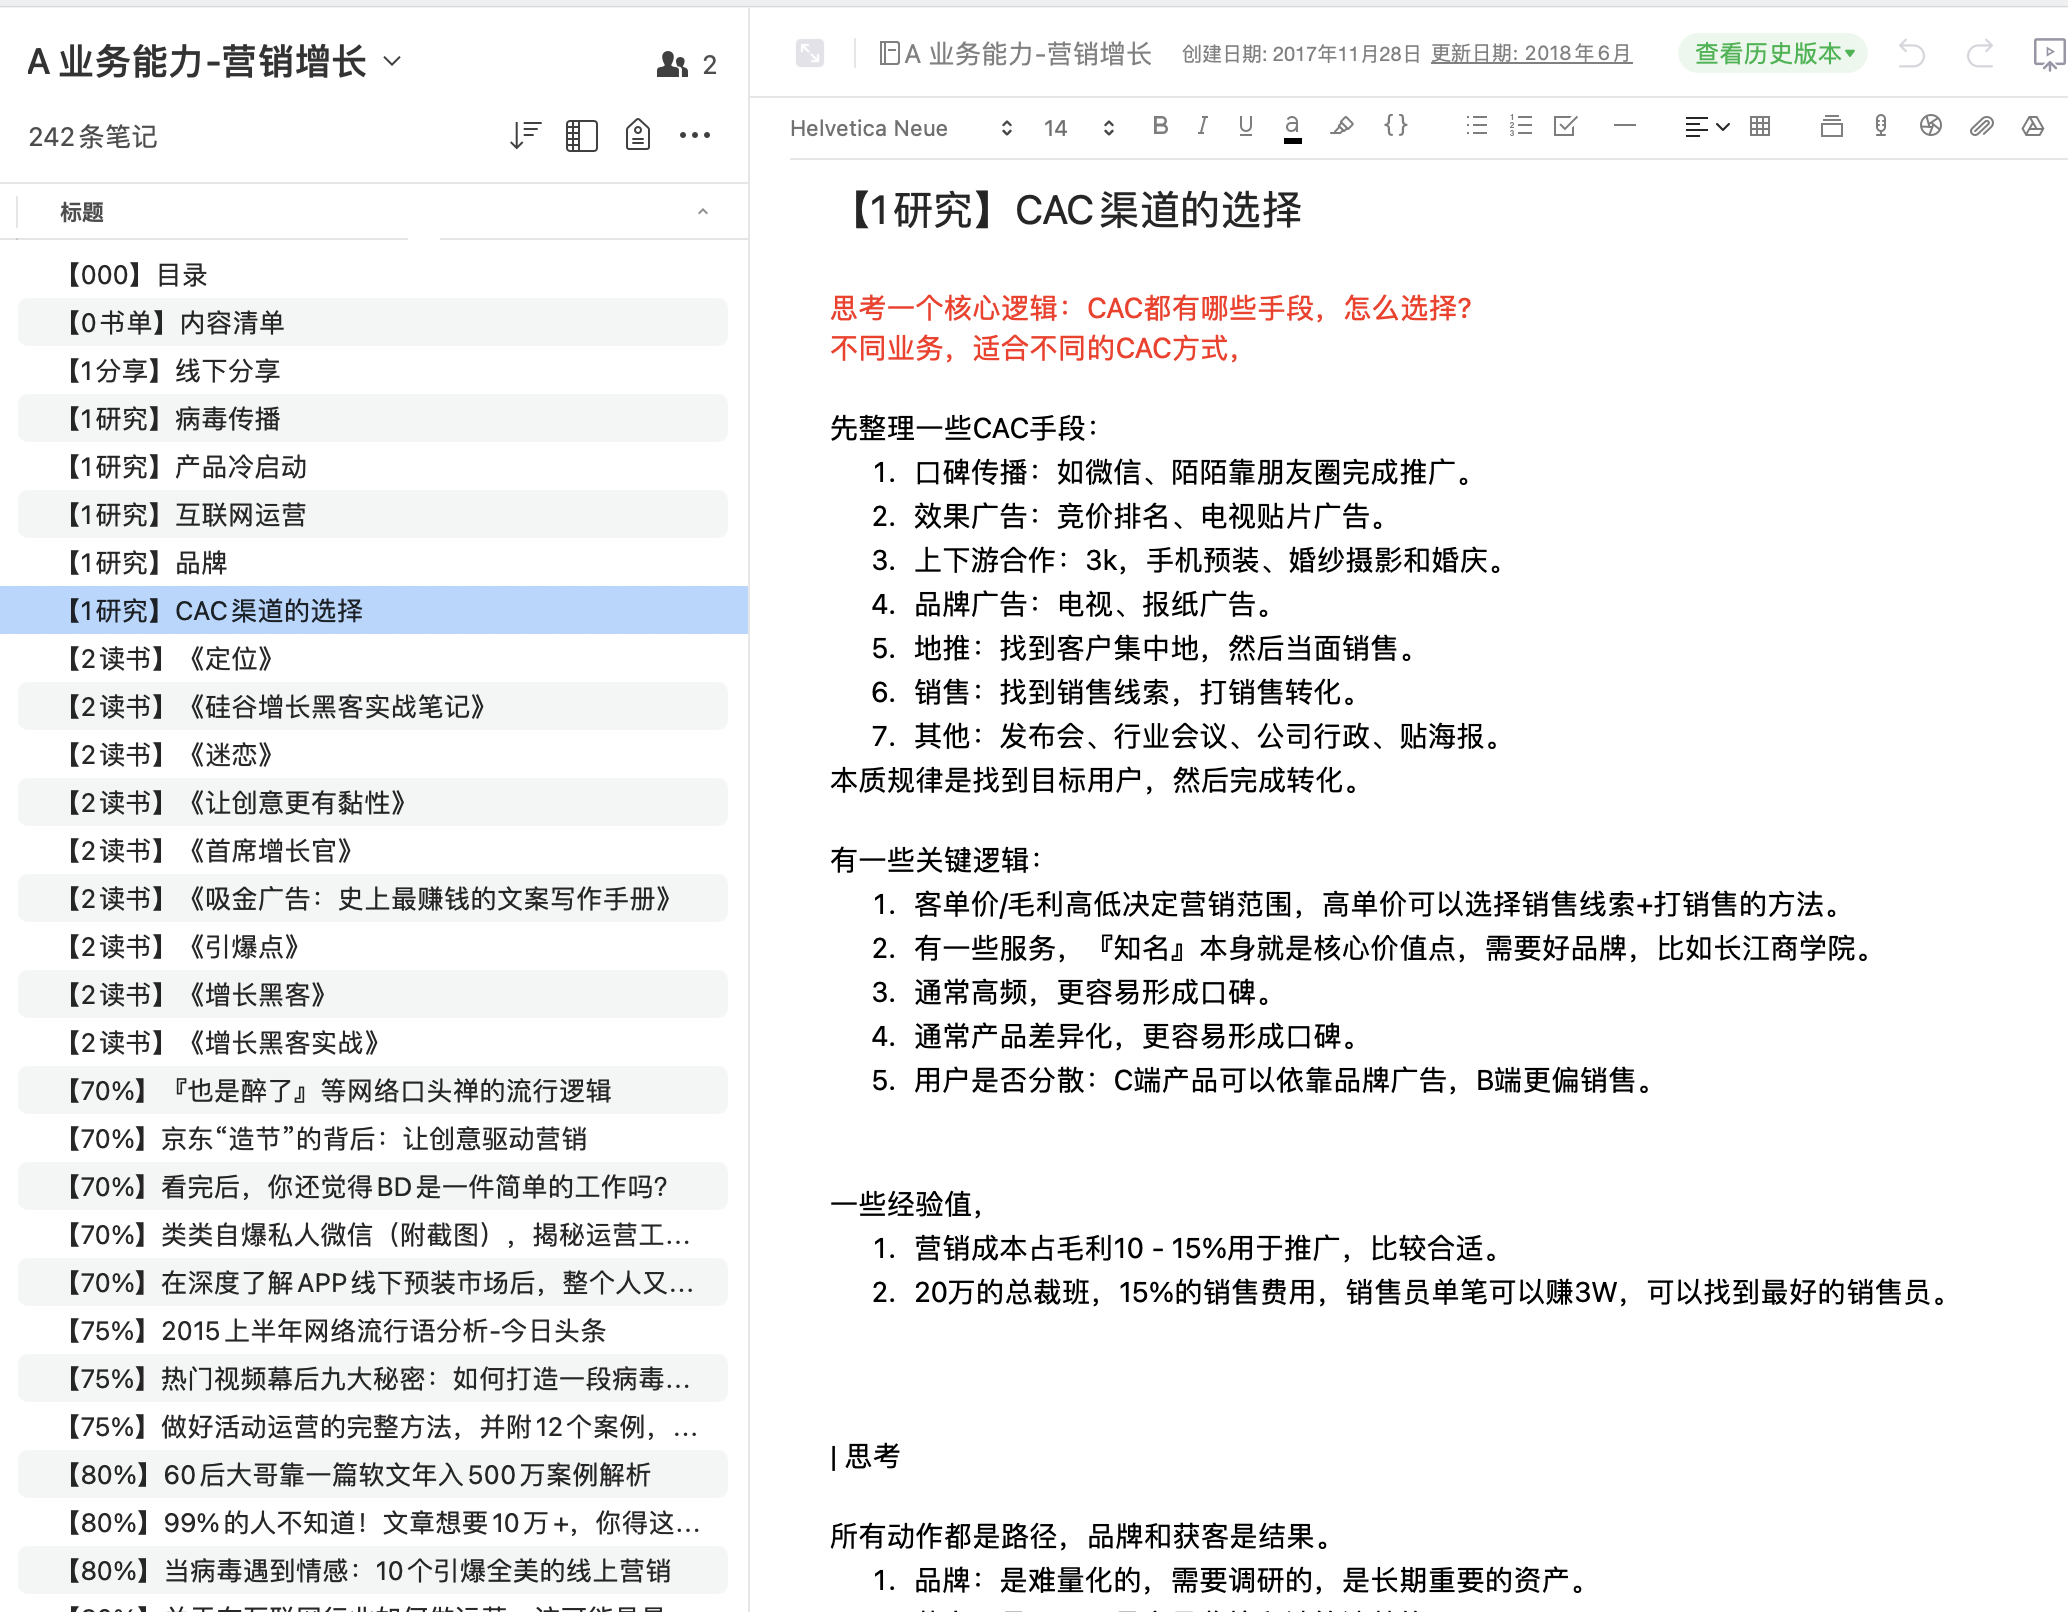 A 业务能力-营销增长
2
242条笔记
标题
【000】目录
【0书单】内容清单
【1分享】线下分享
【1研究】病毒传播
【1研究】产品冷启动
【1研究】互联网运营
【1研究】品牌
【1研究】CAC渠道的选择
【2读书】《定位》
【2读书】《硅谷增长黑客实战笔记》
【2读书】《迷恋》
【2读书】《让创意更有黏性》
【2读书】《首席增长官》
【2读书】《吸金广告：史上最赚钱的文案写作手册》
【2读书】《引爆点》
【2读书】《增长黑客》
【2读书】《增长黑客实战》
【70%】『也是醉了』等网络口头禅的流行逻辑
【70%】京东“造节”的背后：让创意驱动营销
【70%】看完后，你还觉得BD是一件简单的工作吗?
【70%】类类自爆私人微信（附截图），揭秘运营工...
【70%】在深度了解APP线下预装市场后，整个人又...
【75%】2015上半年网络流行语分析-今日头条
【75%】热门视频幕后九大秘密：如何打造一段病毒...
【75%】做好活动运营的完整方法，并附12个案例，...
【80%】60后大哥靠一篇软文年入500万案例解析
【80%】99%的人不知道！文章想要10万+，你得这...
【80%】当病毒遇到情感：10个引爆全美的线上营销
A 业务能力-营销增长 创建日期: 2017年11月28日 更新日期: 2018年6月 查看历史版本
Helvetica Neue 14 B I U a {}
【1研究】CAC渠道的选择
思考一个核心逻辑：CAC都有哪些手段，怎么选择?
不同业务，适合不同的CAC方式，
先整理一些CAC手段：
1. 口碑传播：如微信、陌陌靠朋友圈完成推广。
2. 效果广告：竞价排名、电视贴片广告。
3. 上下游合作：3k，手机预装、婚纱摄影和婚庆。
4. 品牌广告：电视、报纸广告。
5. 地推：找到客户集中地，然后当面销售。
6. 销售：找到销售线索，打销售转化。
7. 其他：发布会、行业会议、公司行政、贴海报。
本质规律是找到目标用户，然后完成转化。
有一些关键逻辑：
1. 客单价/毛利高低决定营销范围，高单价可以选择销售线索+打销售的方法。
2. 有一些服务，『知名』本身就是核心价值点，需要好品牌，比如长江商学院。
3. 通常高频，更容易形成口碑。
4. 通常产品差异化，更容易形成口碑。
5. 用户是否分散：C端产品可以依靠品牌广告，B端更偏销售。
一些经验值，
1. 营销成本占毛利10 - 15%用于推广，比较合适。
2. 20万的总裁班，15%的销售费用，销售员单笔可以赚3W，可以找到最好的销售员。
| 思考
所有动作都是路径，品牌和获客是结果。
1. 品牌：是难量化的，需要调研的，是长期重要的资产。